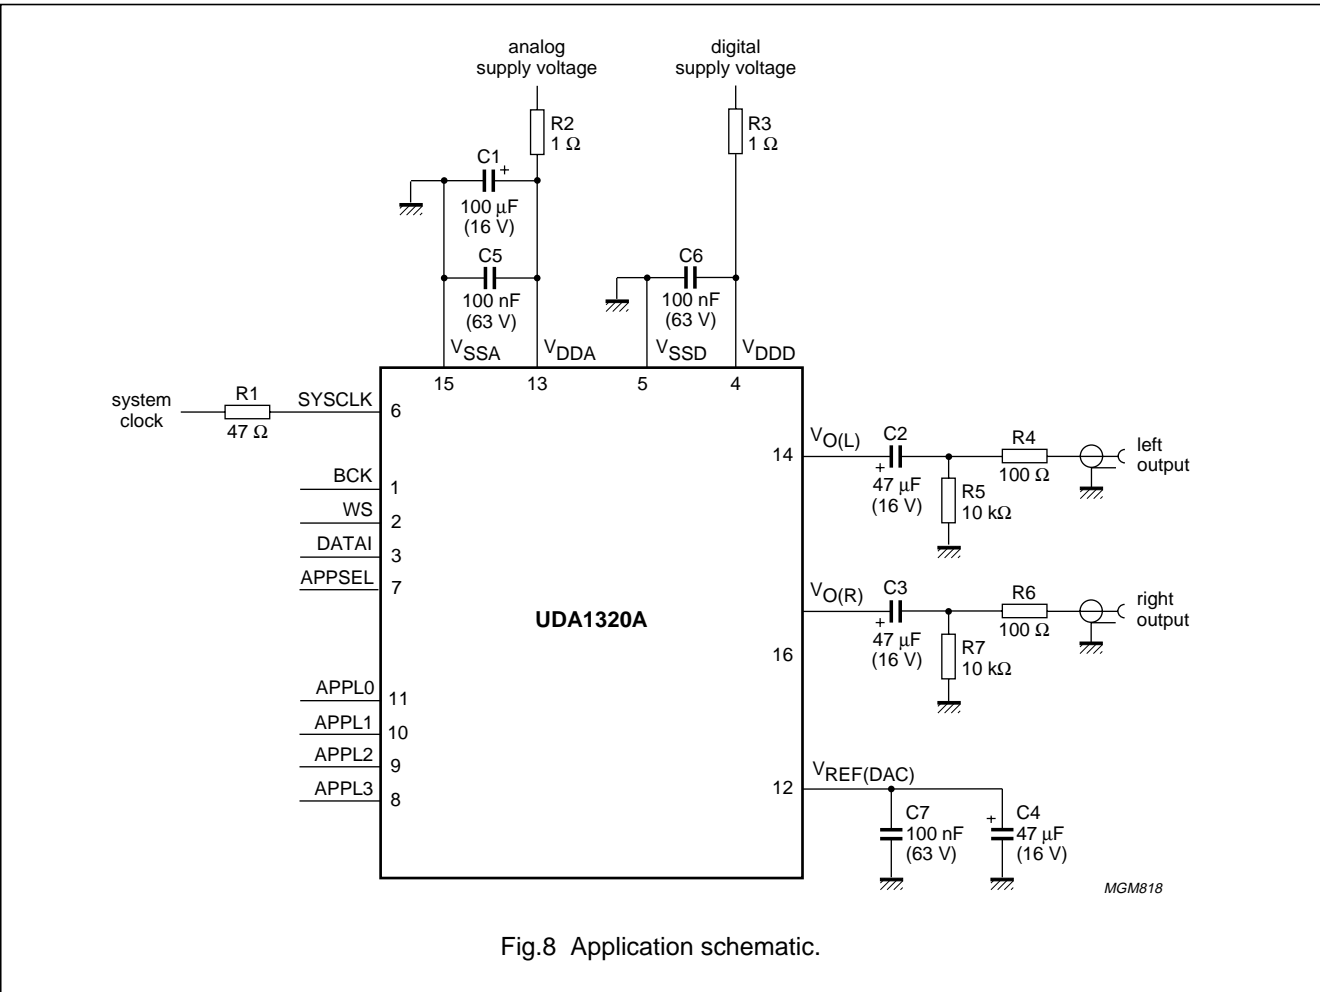 analog
supply voltage
digital
supply voltage
R2
1 Ω
R3
1 Ω
C1
+
100 μF
(16 V)
C5
100 nF
(63 V)
C6
100 nF
(63 V)
VSSA
VDDA
VSSD
VDDD
15
13
5
4
system
clock
R1
47 Ω
SYSCLK
6
BCK
1
WS
2
DATAI
3
APPSEL
7
APPL0
11
APPL1
10
APPL2
9
APPL3
8
UDA1320A
14
VO(L)
C2
+
47 μF
(16 V)
R5
10 kΩ
R4
100 Ω
left
output
VO(R)
16
C3
+
47 μF
(16 V)
R7
10 kΩ
R6
100 Ω
right
output
12
VREF(DAC)
C7
100 nF
(63 V)
+
C4
47 μF
(16 V)
MGM818
Fig.8 Application schematic.